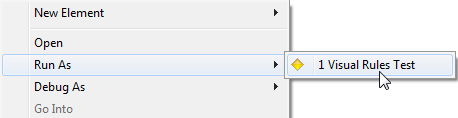 New Element
Open
Run As
1 Visual Rules Test
Debug As
Go Into